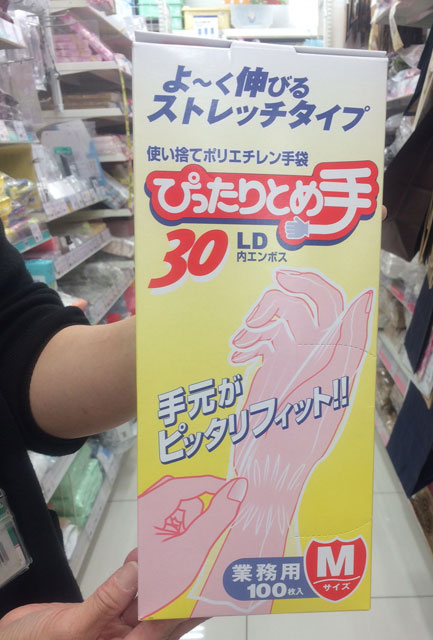 よ～く伸びる
ストレッチタイプ
使い捨てポリエチレン手袋
ぴったりとめ手
30 LD
内エンボス
手元が
ピッタリフィット!!
業務用
100枚入
M
サイズ